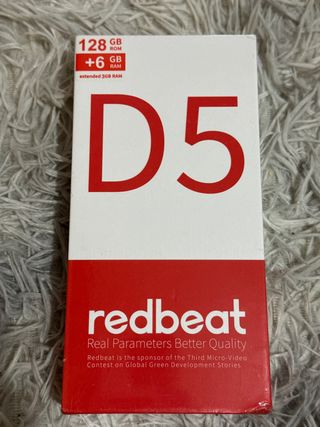 128 GB ROM
+6 GB RAM
extended 3GB RAM
D5
redbeat
Real Parameters Better Quality
Redbeat is the sponsor of the Third Micro-Video
Contest on Global Green Development Stories